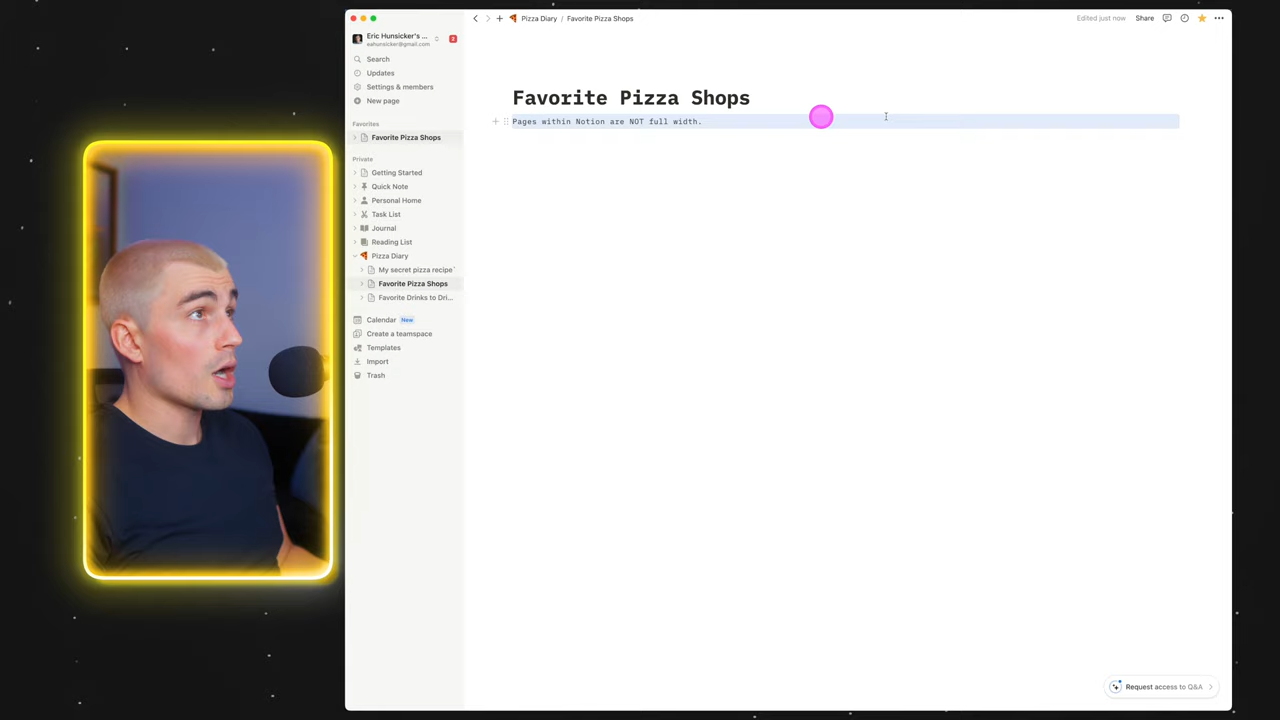 Eric Hunsicker's ...
eahunsicker@gmail.com
2
Search
Updates
Settings & members
New page
Favorites
Favorite Pizza Shops
Private
Getting Started
Quick Note
Personal Home
Task List
Journal
Reading List
Pizza Diary
My secret pizza recipe`
Favorite Pizza Shops
Favorite Drinks to Dri...
Calendar New
Create a teamspace
Templates
Import
Trash
Pizza Diary / Favorite Pizza Shops
Edited just now
Share
Favorite Pizza Shops
Pages within Notion are NOT full width.
Request access to Q&A